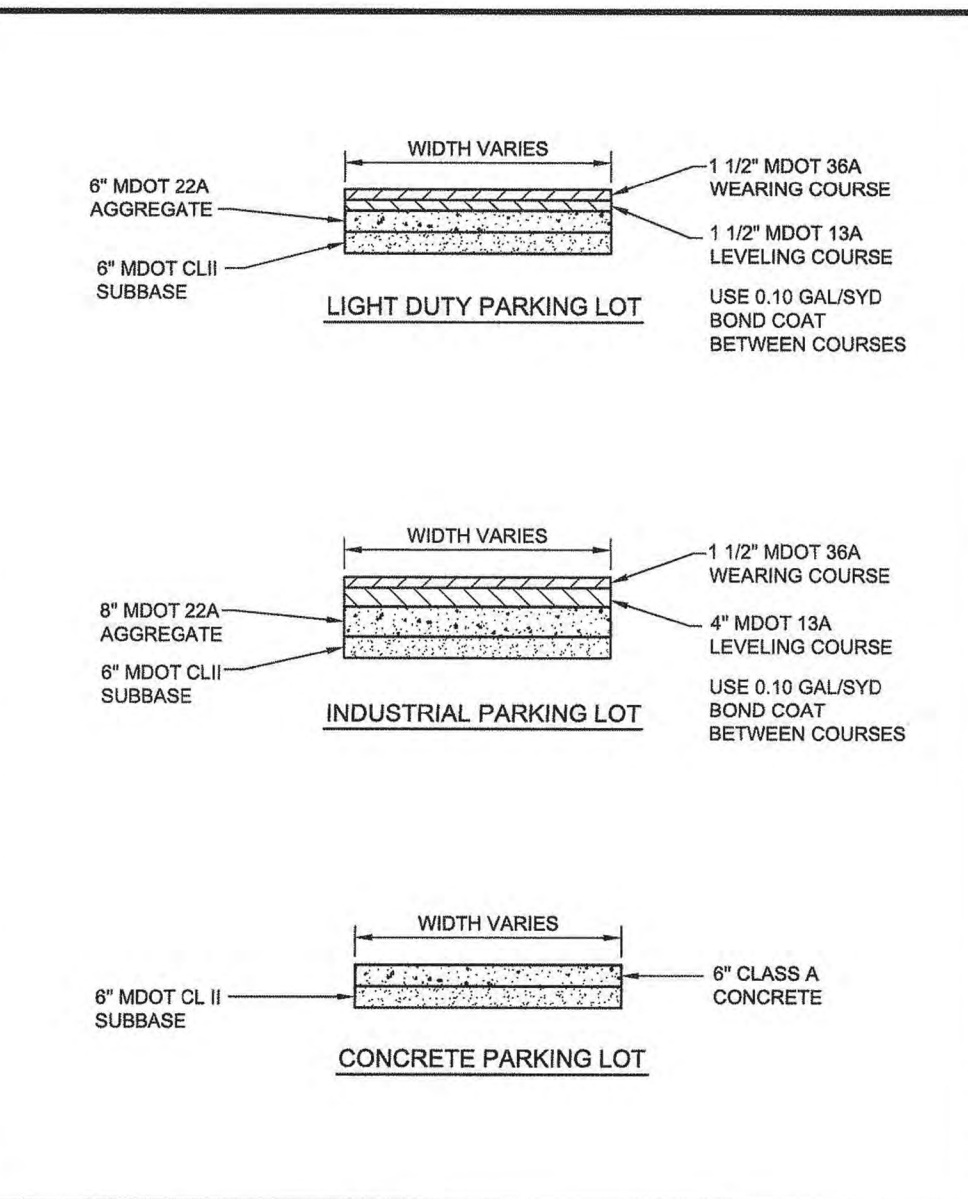 WIDTH VARIES
6" MDOT 22A
AGGREGATE
6" MDOT CLII
SUBBASE
1 1/2" MDOT 36A
WEARING COURSE
1 1/2" MDOT 13A
LEVELING COURSE
USE 0.10 GAL/SYD
BOND COAT
BETWEEN COURSES
LIGHT DUTY PARKING LOT
WIDTH VARIES
8" MDOT 22A
AGGREGATE
6" MDOT CLII
SUBBASE
1 1/2" MDOT 36A
WEARING COURSE
4" MDOT 13A
LEVELING COURSE
USE 0.10 GAL/SYD
BOND COAT
BETWEEN COURSES
INDUSTRIAL PARKING LOT
WIDTH VARIES
6" MDOT CL II
SUBBASE
6" CLASS A
CONCRETE
CONCRETE PARKING LOT